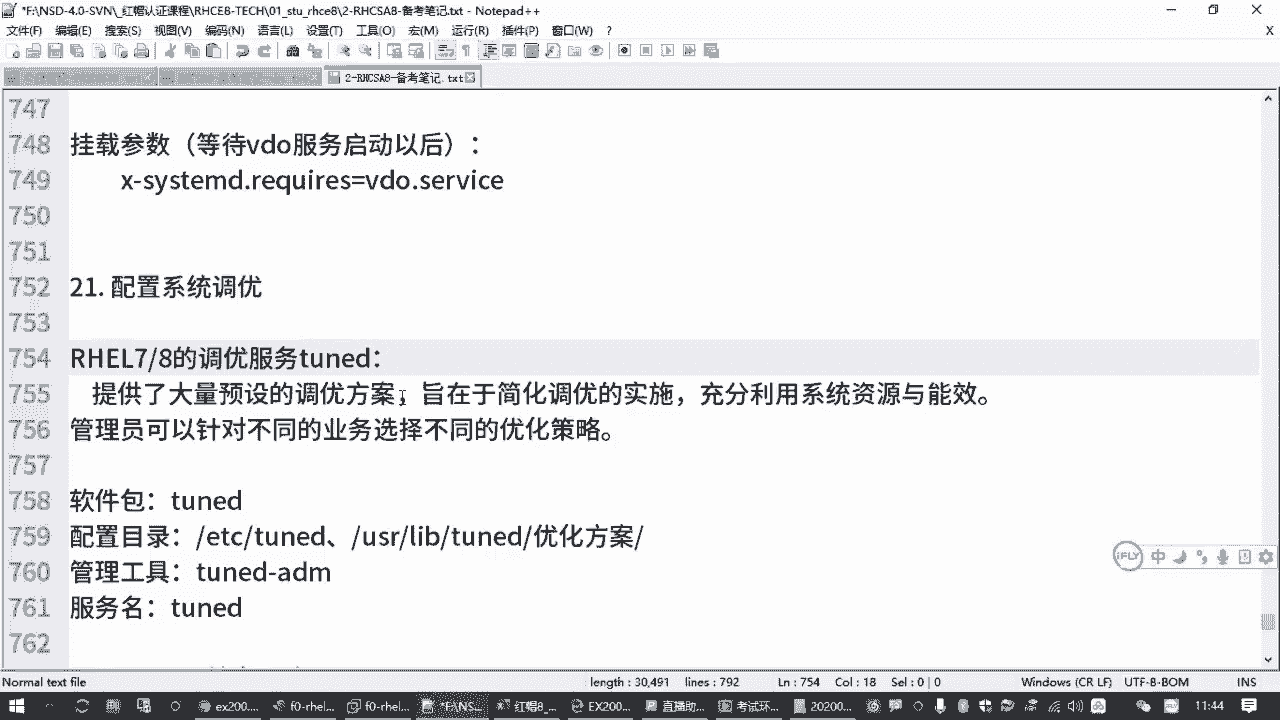 *F:\NSD-4.0-SVN\_红帽认证课程\RHCE8-TECH\01_stu_rhce8\2-RHCSA8-备考笔记.txt - Notepad++
文件(F) 编辑(E) 搜索(S) 视图(V) 编码(N) 语言(L) 设置(T) 工具(O) 宏(M) 运行(R) 插件(P) 窗口(W) ? X
2-RHCSA8-备考笔记.txt
747
748 挂载参数（等待vdo服务启动以后）：
749 x-systemd.requires=vdo.service
750
751
752 21. 配置系统调优
753
754 RHEL7/8的调优服务tuned：
755 提供了大量预设的调优方案，旨在于简化调优的实施，充分利用系统资源与能效。
756 管理员可以针对不同的业务选择不同的优化策略。
757
758 软件包：tuned
759 配置目录：/etc/tuned、/usr/lib/tuned/优化方案/
760 管理工具：tuned-adm
761 服务名：tuned
762
iFLY 中
Normal text file length : 30,491 lines : 792 Ln : 754 Col : 18 Sel : 0 | 0 Windows (CR LF) UTF-8-BOM INS
ex200... f0-rhel... f0-rhel... *F:\NS... 红帽8_... EX200... 直播助... 考试环... 20200... 11:44